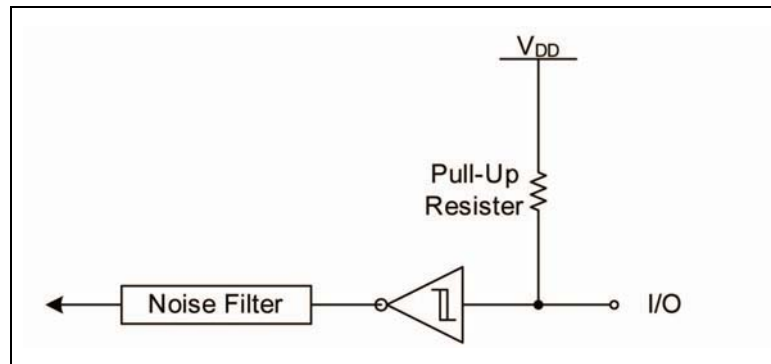 VDD
Pull-Up
Resister
Noise Filter
I/O